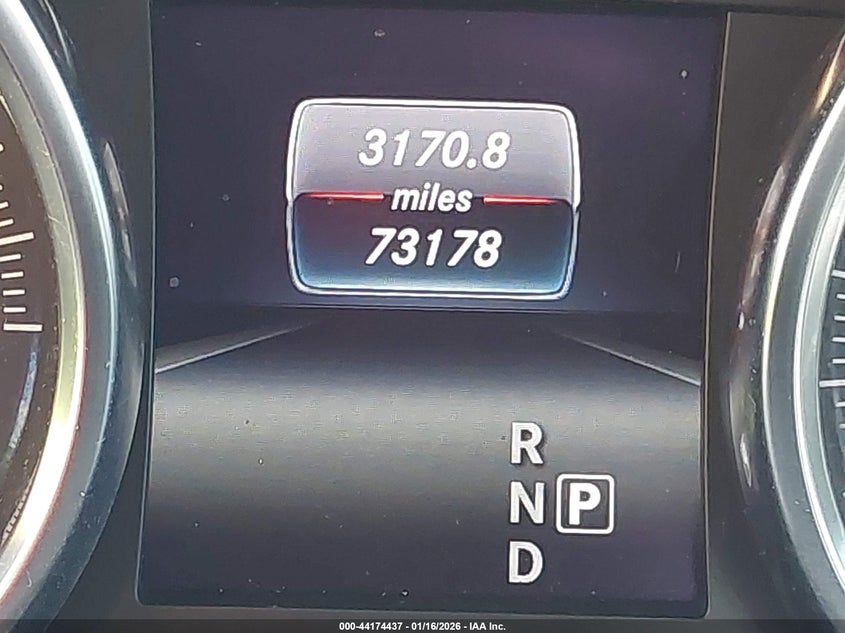 3170.8
miles
73178
R
N P
D
000-44174437 - 01/16/2026 - IAA Inc.